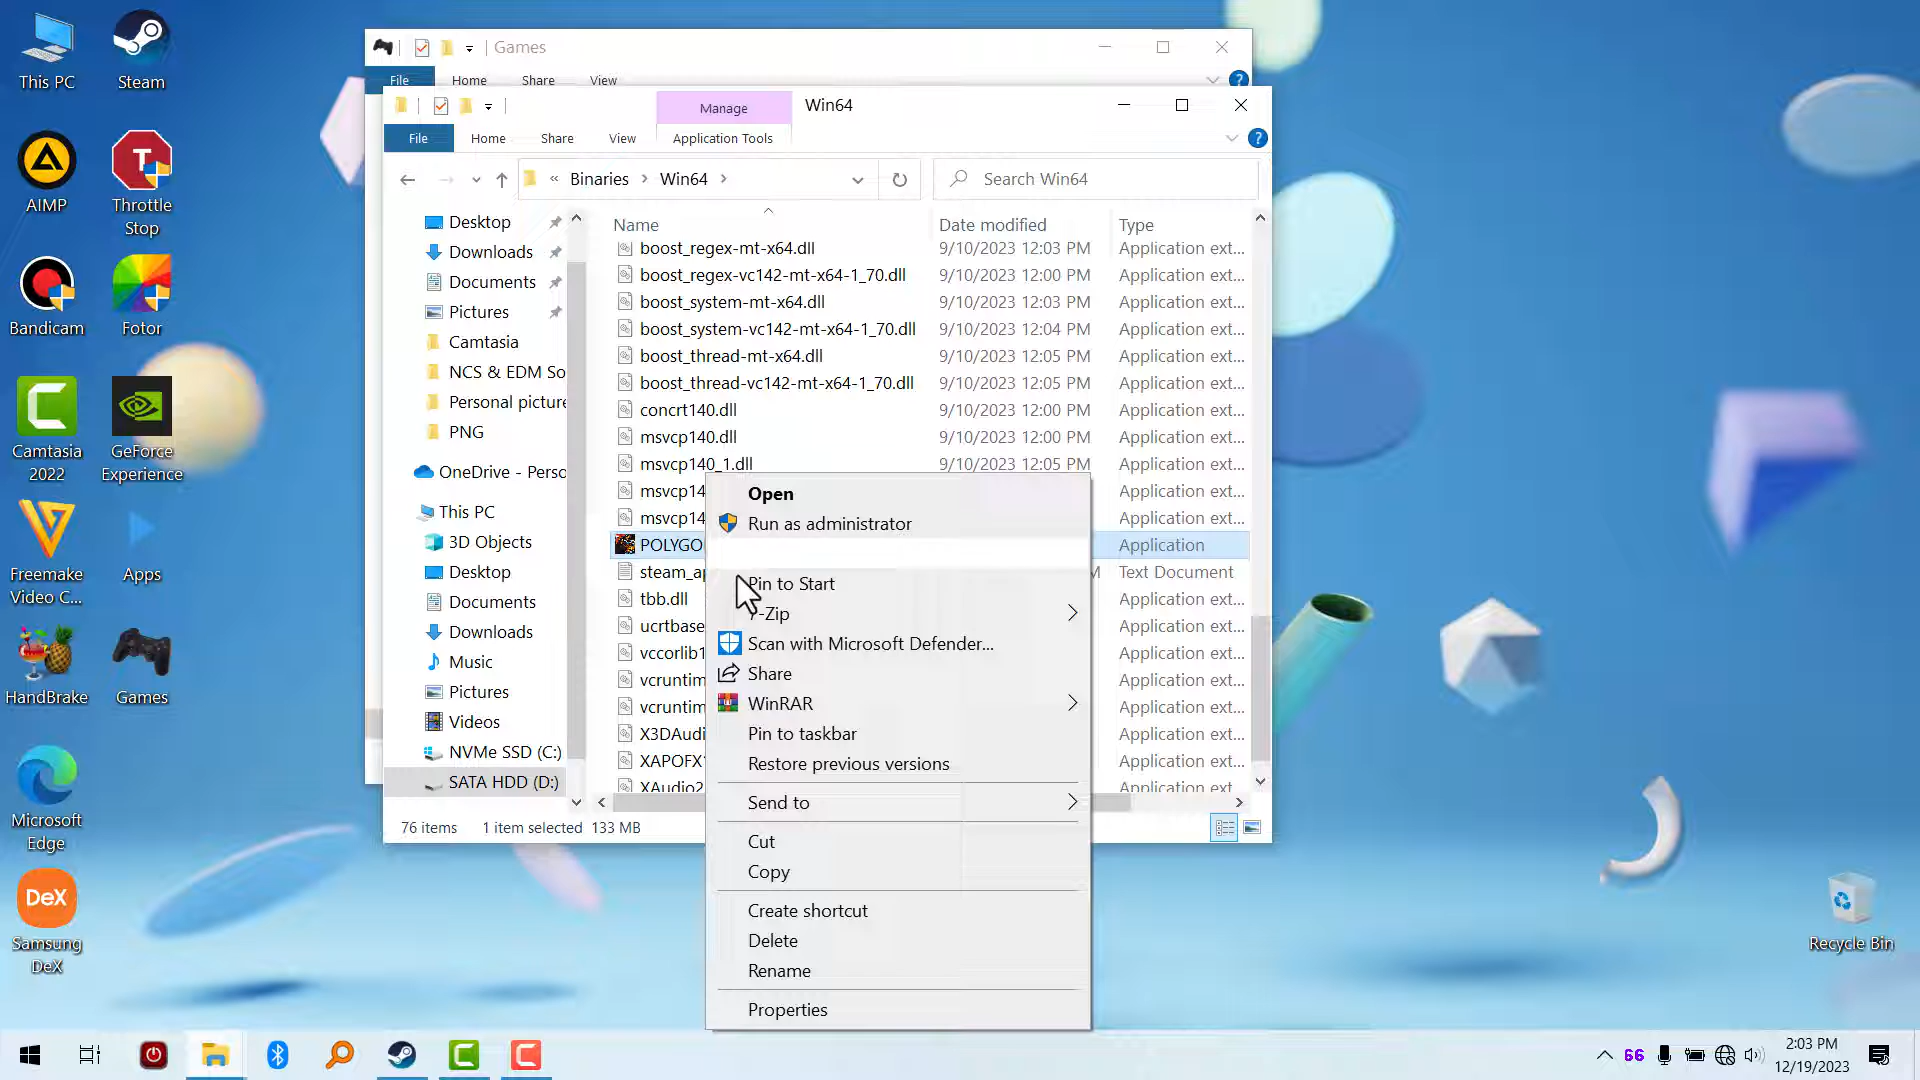 This PC
Steam
AIMP
Throttle
Stop
Bandicam
Fotor
Camtasia
2022
GeForce
Experience
Freemake
Video C...
Apps
HandBrake
Games
Microsoft
Edge
DeX
Samsung
DeX
Recycle Bin
Games
File
Home
Share
View
Manage
Win64
File
Home
Share
View
Application Tools
« Binaries > Win64 >
Search Win64
Desktop
Downloads
Documents
Pictures
Camtasia
NCS & EDM So
Personal picture
PNG
OneDrive - Perso
This PC
3D Objects
Desktop
Documents
Downloads
Music
Pictures
Videos
NVMe SSD (C:)
SATA HDD (D:)
Name Date modified Type
boost_regex-mt-x64.dll 9/10/2023 12:03 PM Application ext...
boost_regex-vc142-mt-x64-1_70.dll 9/10/2023 12:00 PM Application ext...
boost_system-mt-x64.dll 9/10/2023 12:03 PM Application ext...
boost_system-vc142-mt-x64-1_70.dll 9/10/2023 12:04 PM Application ext...
boost_thread-mt-x64.dll 9/10/2023 12:05 PM Application ext...
boost_thread-vc142-mt-x64-1_70.dll 9/10/2023 12:05 PM Application ext...
concrt140.dll 9/10/2023 12:00 PM Application ext...
msvcp140.dll 9/10/2023 12:00 PM Application ext...
msvcp140_1.dll 9/10/2023 12:05 PM Application ext...
msvcp14 Application ext...
msvcp14 Application ext...
POLYGO Application
steam_ap M Text Document
tbb.dll Application ext...
ucrtbase Application ext...
vccorlib1 Application ext...
vcruntim Application ext...
vcruntim Application ext...
X3DAudi Application ext...
XAPOFX1 Application ext...
XAudio2 Application ext...
Open
Run as administrator
Pin to Start
-Zip
Scan with Microsoft Defender...
Share
WinRAR
Pin to taskbar
Restore previous versions
Send to
Cut
Copy
Create shortcut
Delete
Rename
Properties
76 items 1 item selected 133 MB
66
2:03 PM
12/19/2023